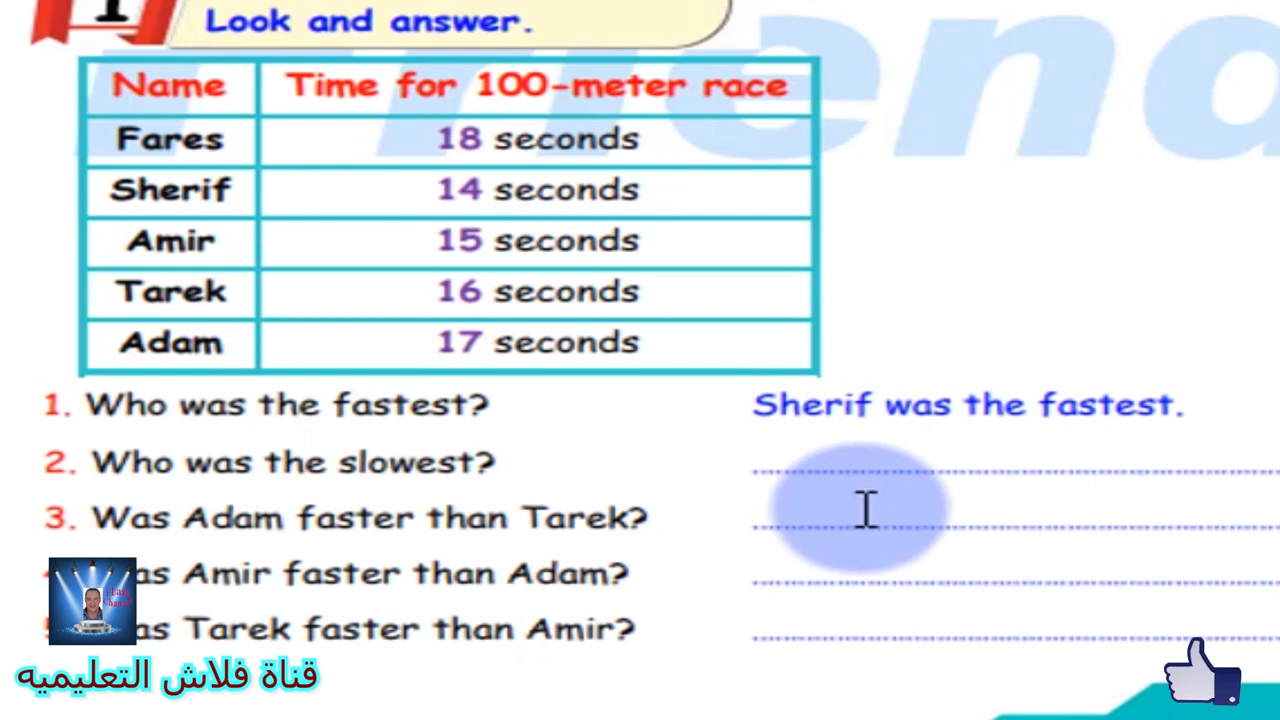 1
Look and answer.
Friend
Name Time for 100-meter race
Fares 18 seconds
Sherif 14 seconds
Amir 15 seconds
Tarek 16 seconds
Adam 17 seconds
1. Who was the fastest? Sherif was the fastest.
2. Who was the slowest?
3. Was Adam faster than Tarek?
as Amir faster than Adam?
as Tarek faster than Amir?
قناة فلاش التعليميه